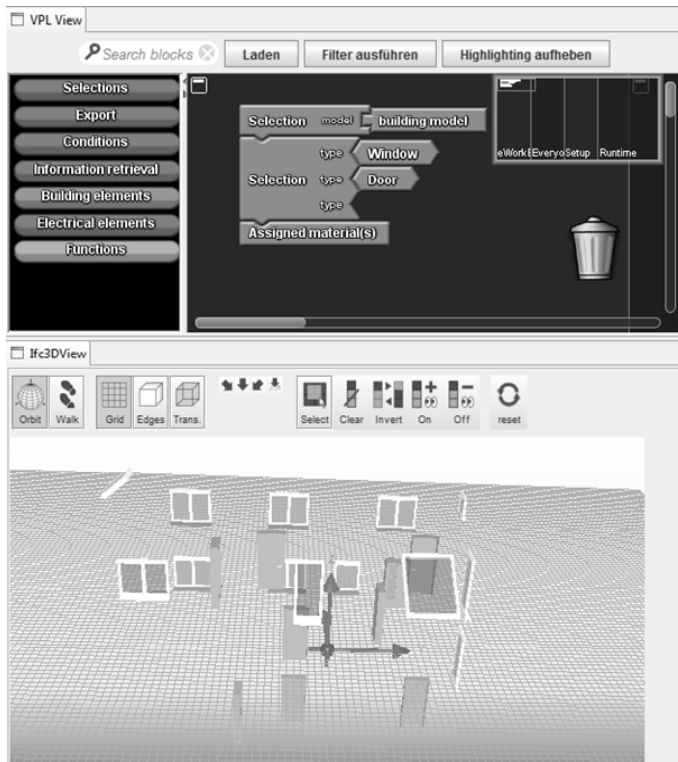 VPL View
Search blocks
Laden
Filter ausführen
Highlighting aufheben
Selections
Export
Conditions
Information retrieval
Building elements
Electrical elements
Functions
Selection model building model
type Window
Selection type Door
type
Assigned material(s)
eWork Everyo Setup Runtime
Ifc3DView
Orbit Walk Grid Edges Trans. Select Clear Invert On Off reset